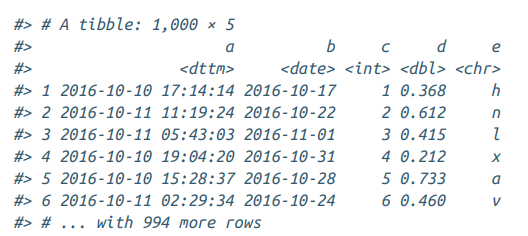 #> # A tibble: 1,000 × 5
#>                     a          b     c     d     e
#>                <dttm>     <date> <int> <dbl> <chr>
#> 1 2016-10-10 17:14:14 2016-10-17     1 0.368     h
#> 2 2016-10-11 11:19:24 2016-10-22     2 0.612     n
#> 3 2016-10-11 05:43:03 2016-11-01     3 0.415     l
#> 4 2016-10-10 19:04:20 2016-10-31     4 0.212     x
#> 5 2016-10-10 15:28:37 2016-10-28     5 0.733     a
#> 6 2016-10-11 02:29:34 2016-10-24     6 0.460     v
#> # ... with 994 more rows